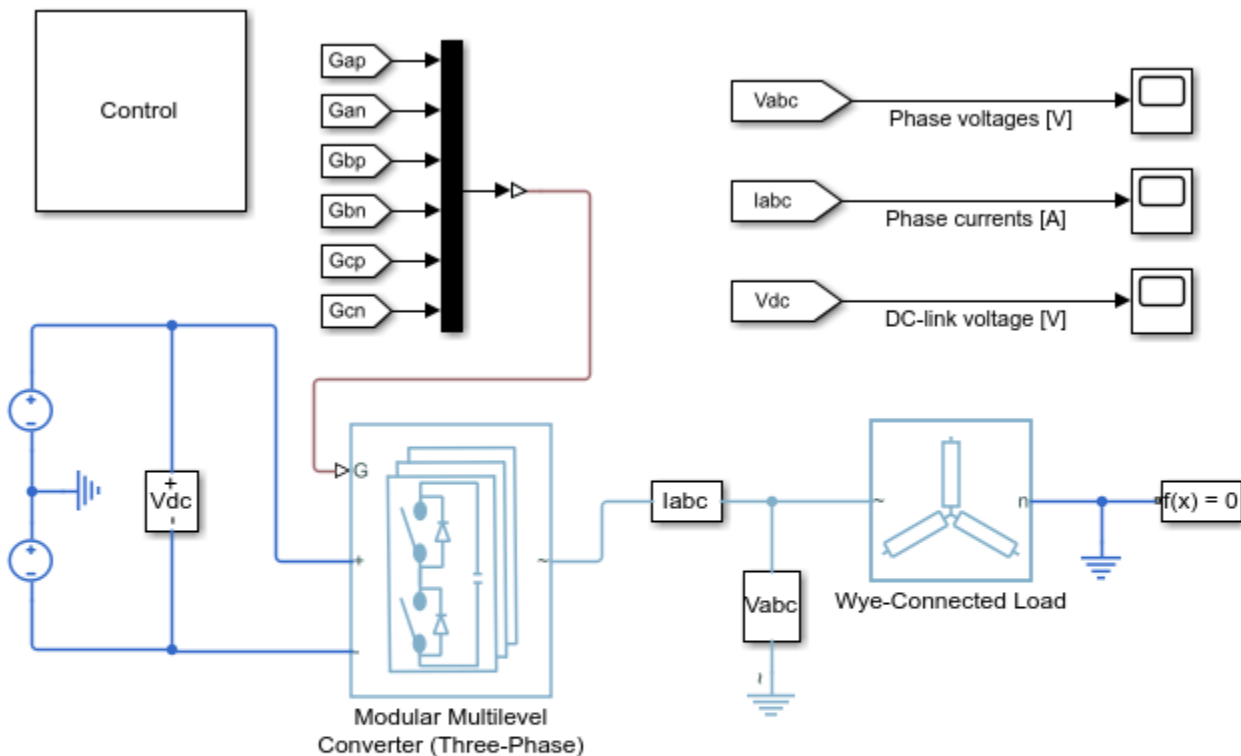 Control
Gap
Gan
Gbp
Gbn
Gcp
Gcn
Vabc
Phase voltages [V]
Iabc
Phase currents [A]
Vdc
DC-link voltage [V]
+
-
+
-
+
Vdc
-
G
+
-
~
Modular Multilevel
Converter (Three-Phase)
Iabc
Vabc
~
~
n
Wye-Connected Load
f(x) = 0